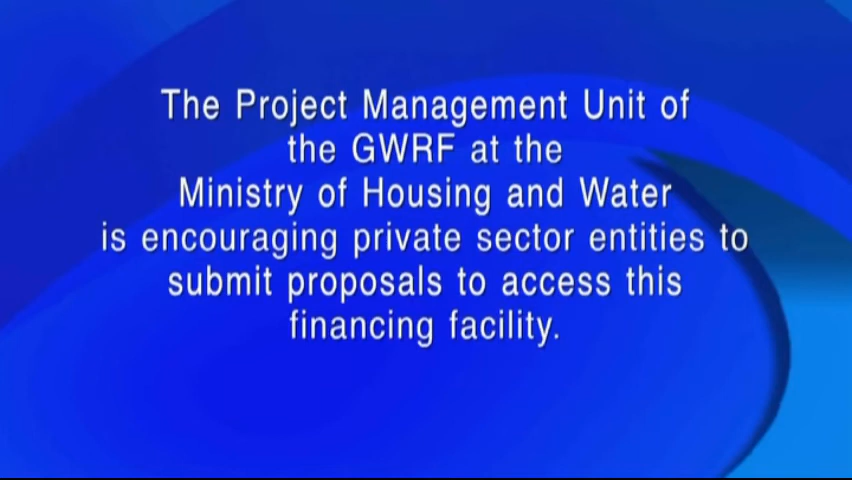 The Project Management Unit of
the GWRF at the
Ministry of Housing and Water
is encouraging private sector entities to
submit proposals to access this
financing facility.